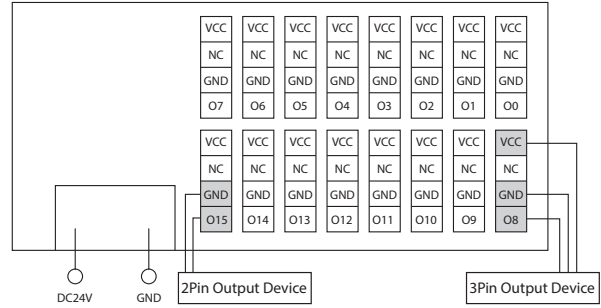 VCC VCC VCC VCC VCC VCC VCC VCC
NC NC NC NC NC NC NC NC
GND GND GND GND GND GND GND GND
O7 O6 O5 O4 O3 O2 O1 O0
VCC VCC VCC VCC VCC VCC VCC VCC
NC NC NC NC NC NC NC NC
GND GND GND GND GND GND GND GND
O15 O14 O13 O12 O11 O10 O9 O8
DC24V GND 2Pin Output Device 3Pin Output Device